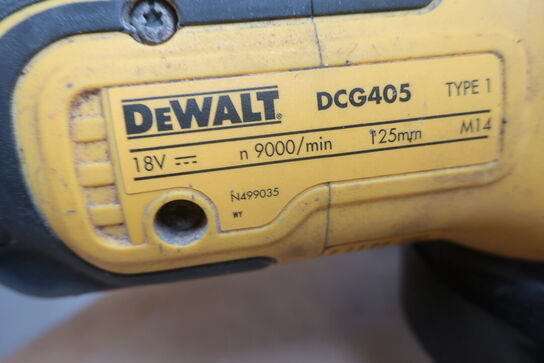 DEWALT® DCG405 TYPE 1
18V ⎓ n 9000/min 125mm M14
N499035
WY